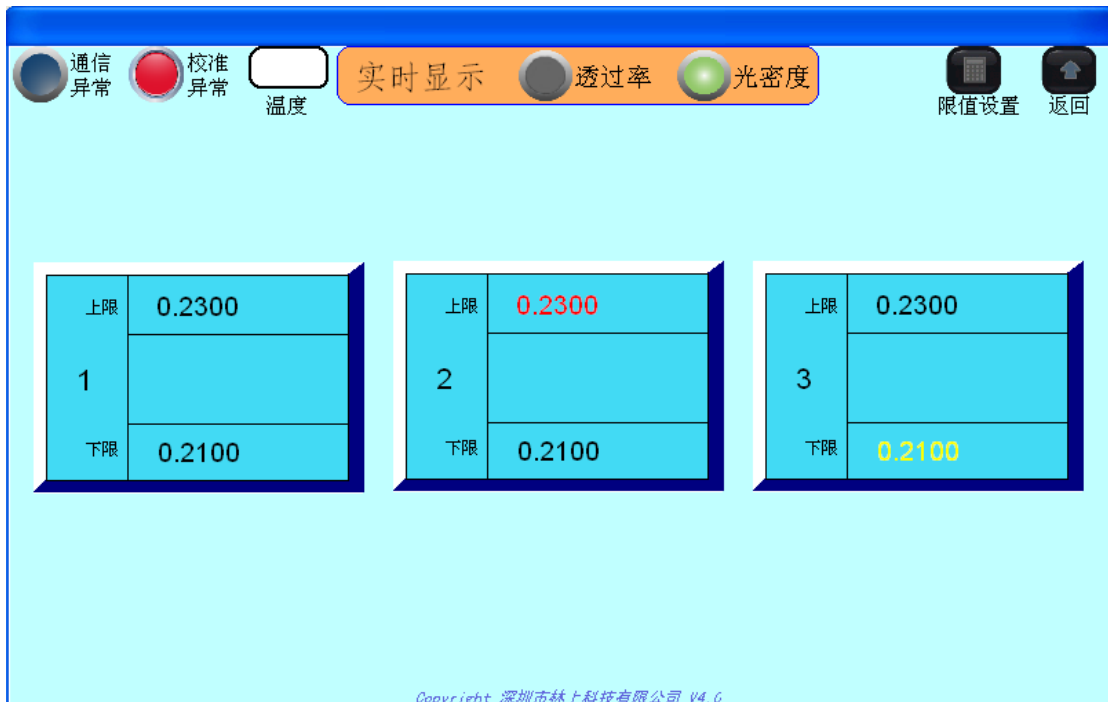 通信
异常
校准
异常
温度
实时显示
透过率
光密度
限值设置
返回
上限
0.2300
1
下限
0.2100
上限
0.2300
2
下限
0.2100
上限
0.2300
3
下限
0.2100
Copyright 深圳市林上科技有限公司